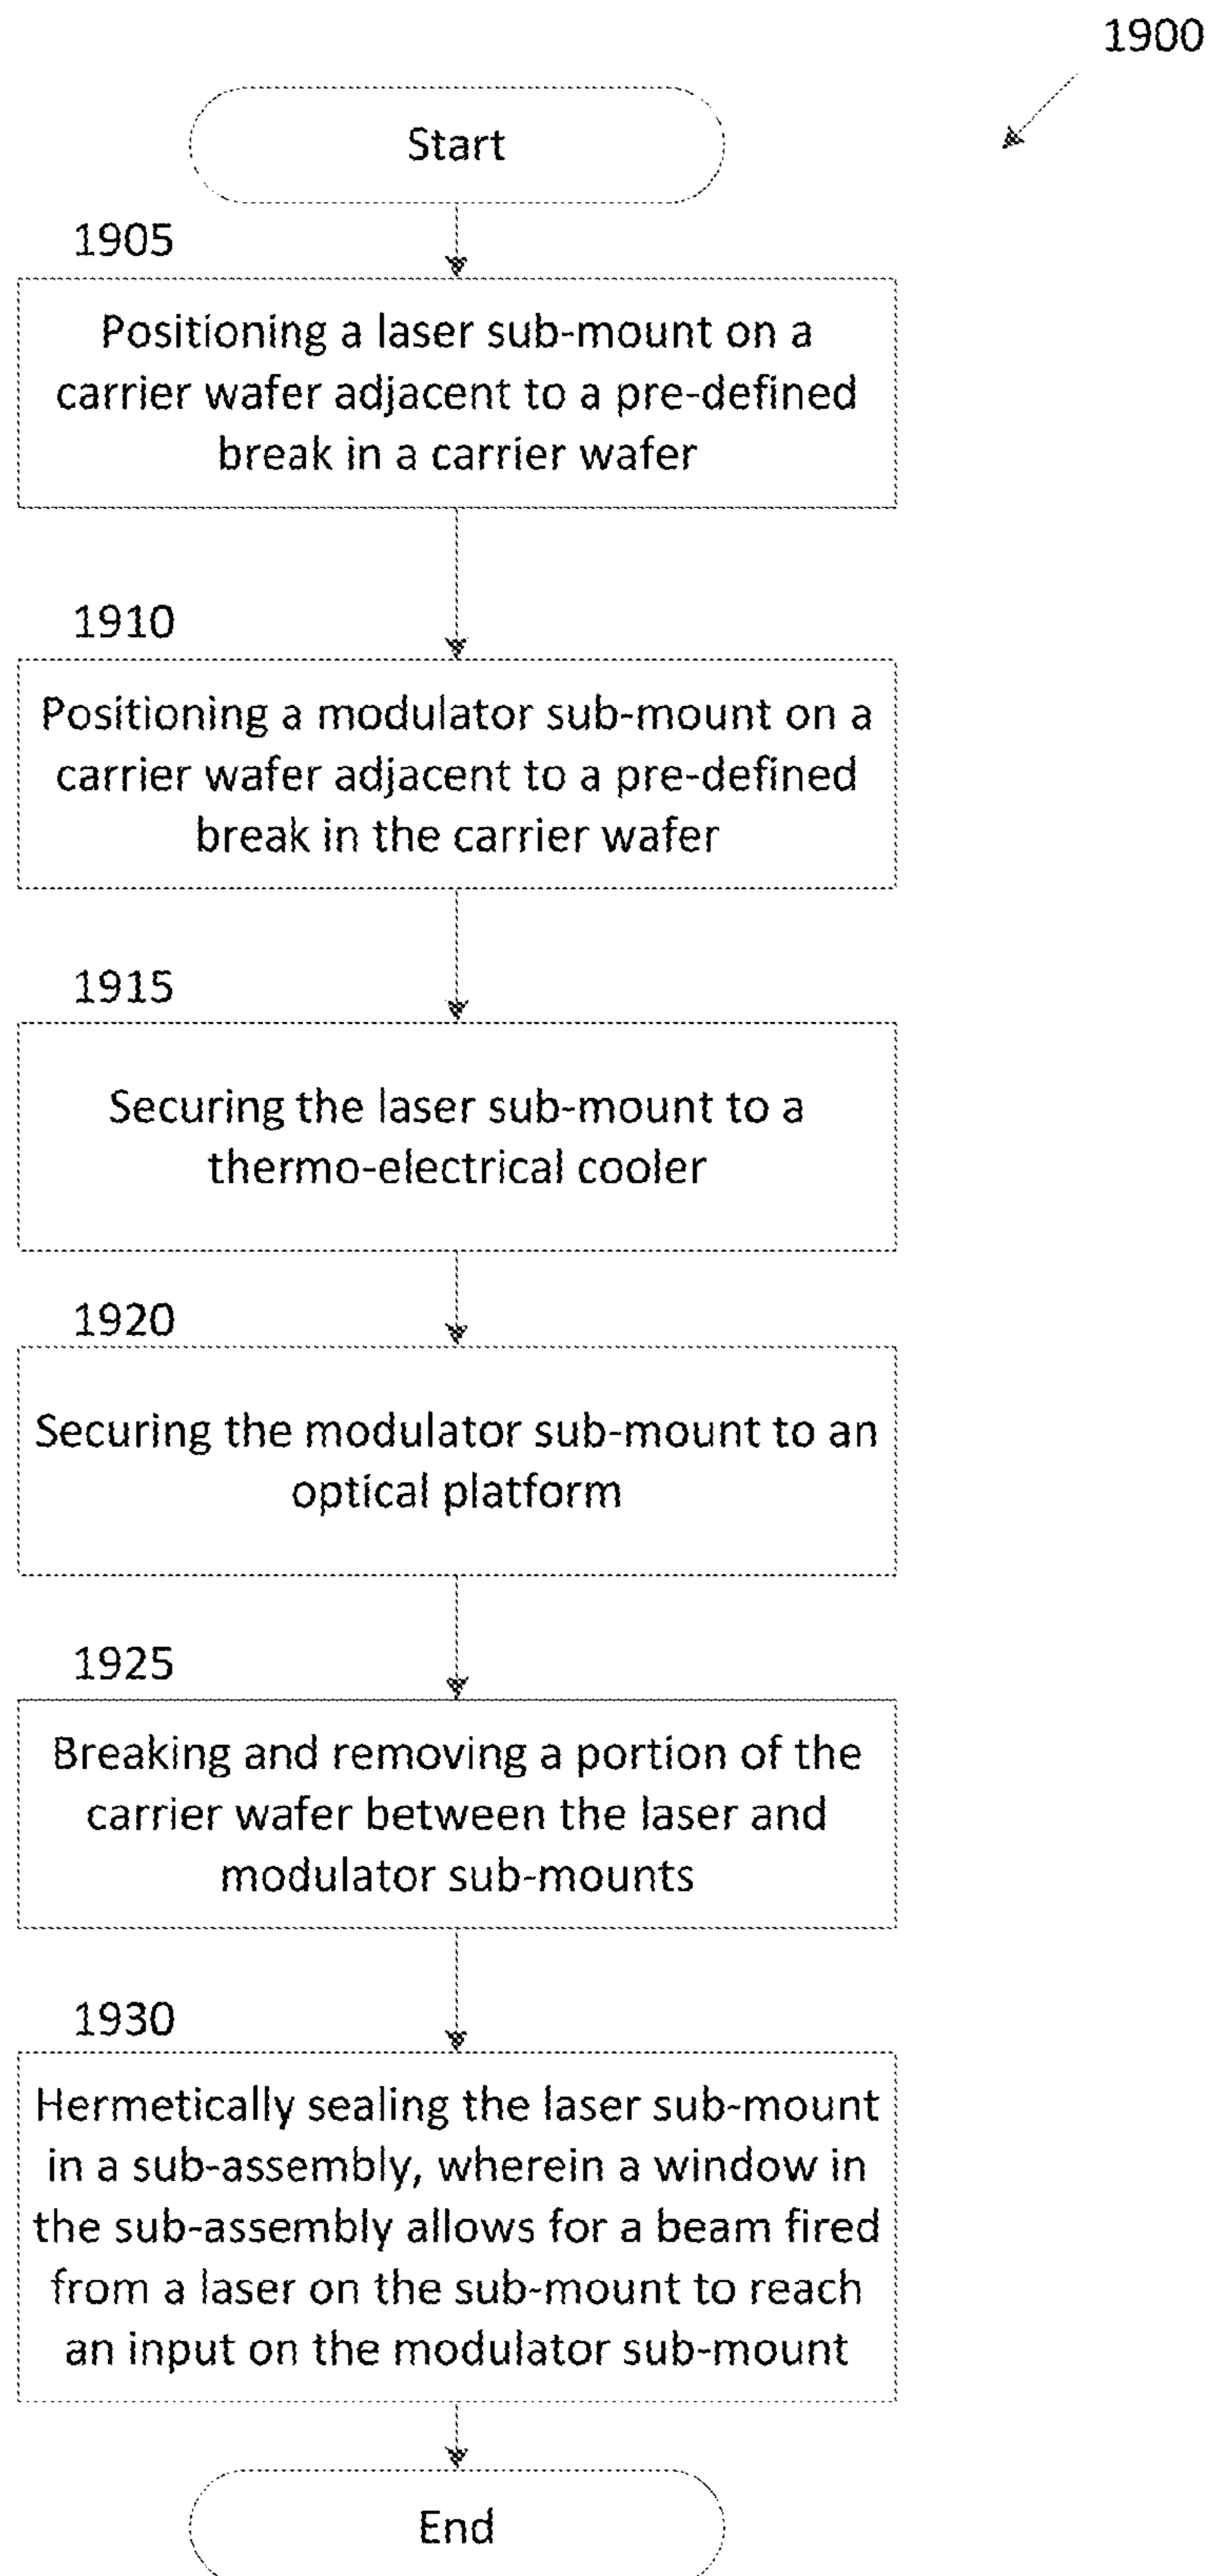 1900
Start
1905
Positioning a laser sub-mount on a
carrier wafer adjacent to a pre-defined
break in a carrier wafer
1910
Positioning a modulator sub-mount on a
carrier wafer adjacent to a pre-defined
break in the carrier wafer
1915
Securing the laser sub-mount to a
thermo-electrical cooler
1920
Securing the modulator sub-mount to an
optical platform
1925
Breaking and removing a portion of the
carrier wafer between the laser and
modulator sub-mounts
1930
Hermetically sealing the laser sub-mount
in a sub-assembly, wherein a window in
the sub-assembly allows for a beam fired
from a laser on the sub-mount to reach
an input on the modulator sub-mount
End